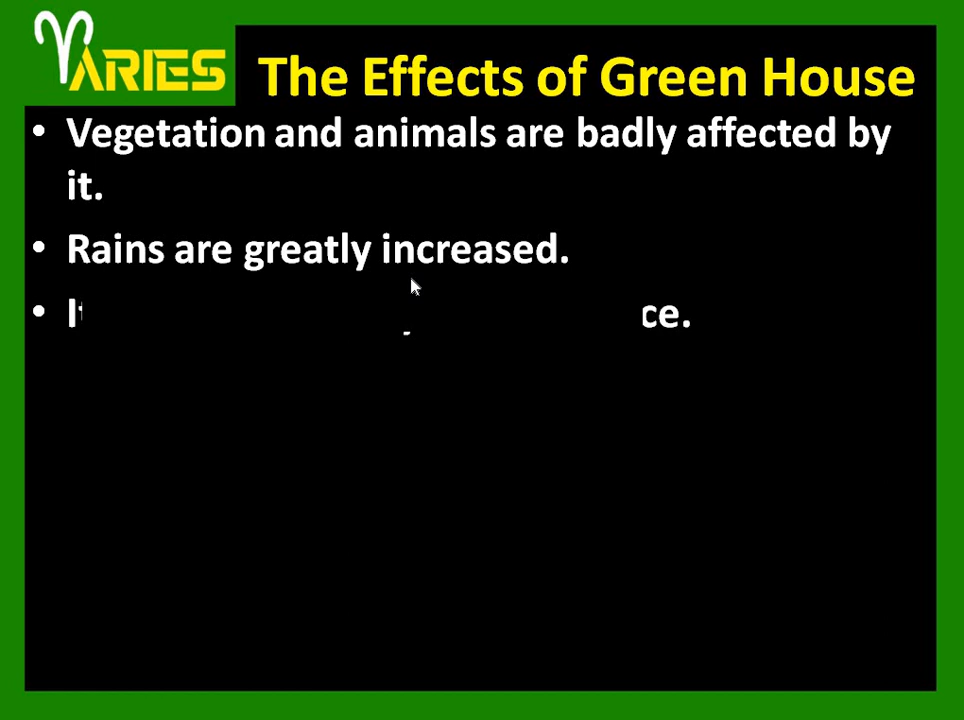 ARIES
The Effects of Green House
• Vegetation and animals are badly affected by
it.
• Rains are greatly increased.
•